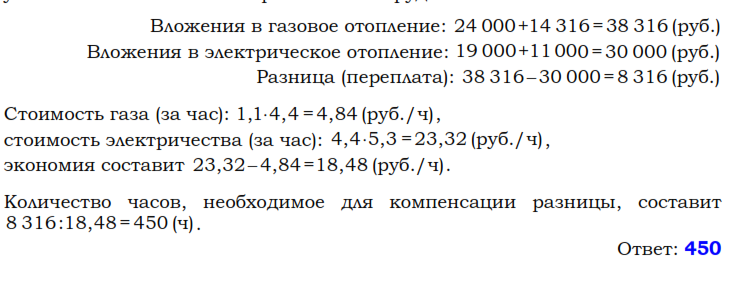 Вложения в газовое отопление: 24 000+14 316=38 316 (руб.)
Вложения в электрическое отопление: 19 000+11 000=30 000 (руб.)
Разница (переплата): 38 316–30 000=8 316 (руб.)
Стоимость газа (за час): 1,1·4,4=4,84 (руб./ч),
стоимость электричества (за час): 4,4·5,3=23,32 (руб./ч),
экономия составит 23,32–4,84=18,48 (руб./ч).
Количество часов, необходимое для компенсации разницы, составит
8 316:18,48=450 (ч).
Ответ: 450